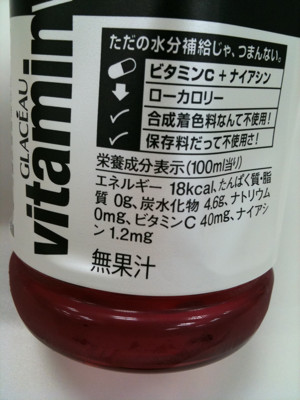 GLACÉAU
vitamin
ただの水分補給じゃ、つまんない。
ビタミンC+ナイアシン
ローカロリー
合成着色料なんて不使用!
保存料だって不使用さ!
栄養成分表示(100ml当り)
エネルギー 18kcal、たんぱく質・脂
質 0g、炭水化物 4.6g、ナトリウム
0mg、ビタミンC 40mg、ナイアシ
ン 1.2mg
無果汁